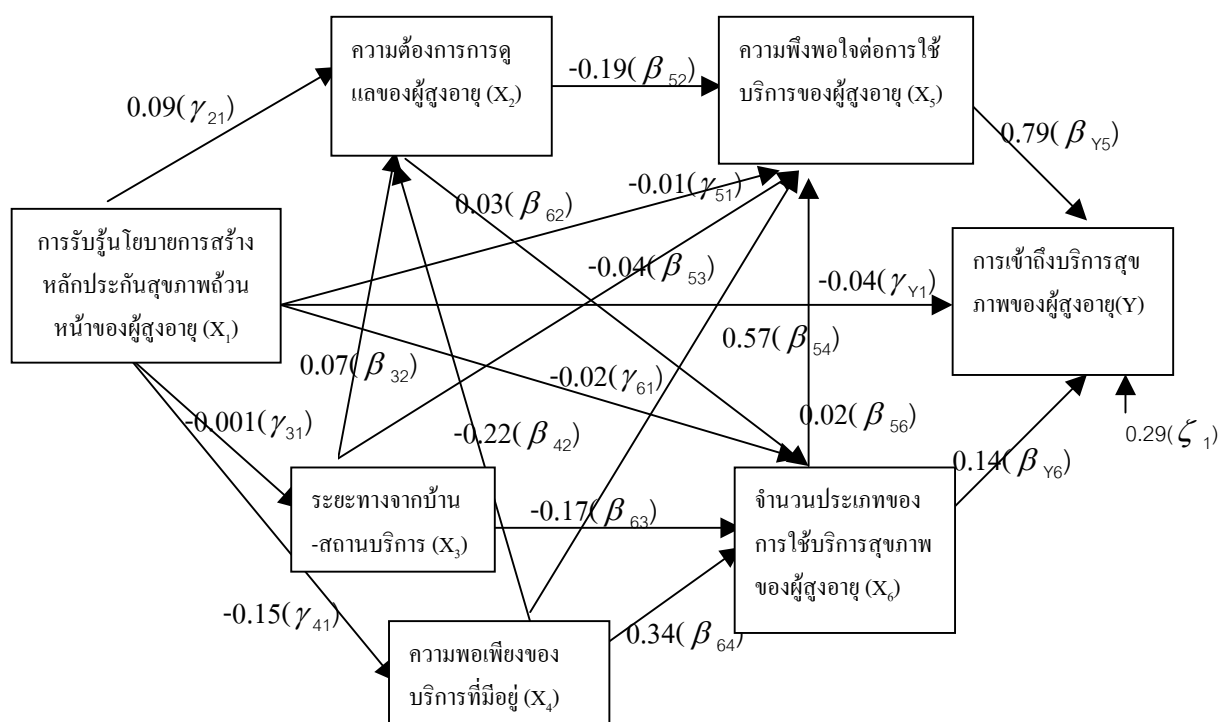 ความต้องการการดู
แลของผู้สูงอายุ (X2)
-0.19(β52)
ความพึงพอใจต่อการใช้
บริการของผู้สูงอายุ (X5)
0.09(γ21)
0.79(βY5)
การรับรู้นโยบายการสร้าง
หลักประกันสุขภาพถ้วน
หน้าของผู้สูงอายุ (X1)
0.03(β62)
-0.01(γ51)
-0.04(β53)
-0.04(γY1)
การเข้าถึงบริการสุข
ภาพของผู้สูงอายุ(Y)
0.07(β32)
-0.02(γ61)
0.57(β54)
-0.001(γ31)
-0.22(β42)
0.02(β56)
0.29(ζ1)
0.14(βY6)
ระยะทางจากบ้าน
-สถานบริการ (X3)
-0.17(β63)
จำนวนประเภทของ
การใช้บริการสุขภาพ
ของผู้สูงอายุ (X6)
-0.15(γ41)
0.34(β64)
ความพอเพียงของ
บริการที่มีอยู่ (X4)